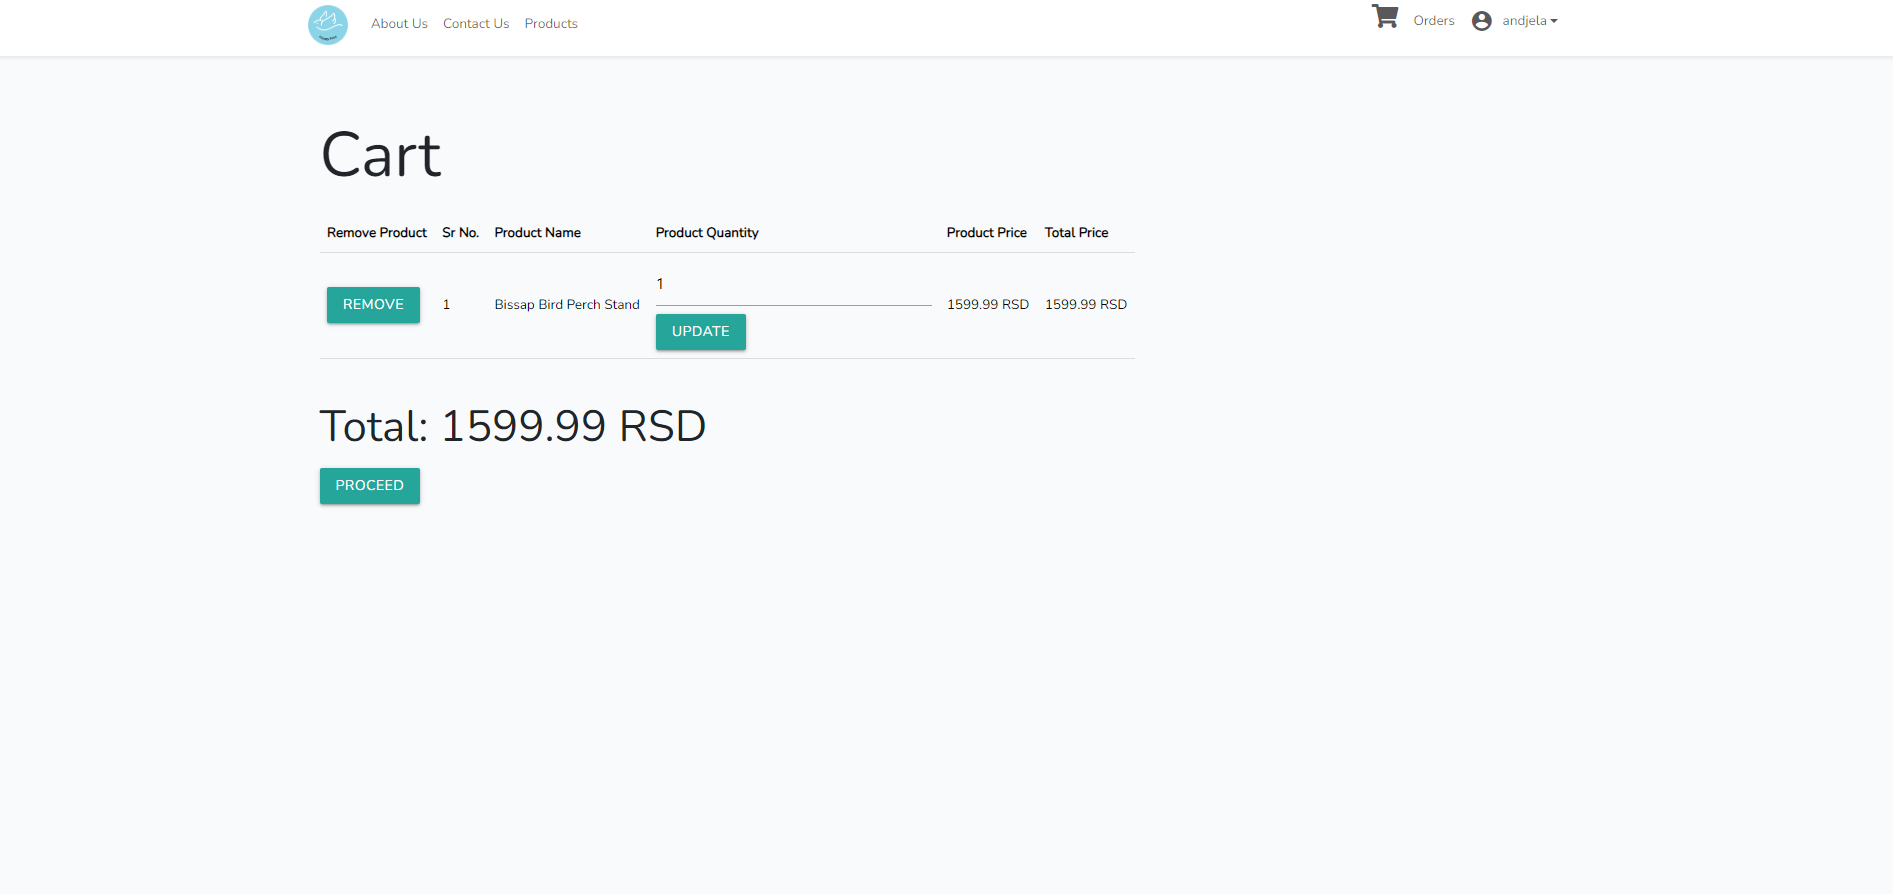 About Us Contact Us Products Orders andjela
Cart
Remove Product Sr No. Product Name Product Quantity Product Price Total Price
REMOVE 1 Bissap Bird Perch Stand 1 1599.99 RSD 1599.99 RSD
UPDATE
Total: 1599.99 RSD
PROCEED